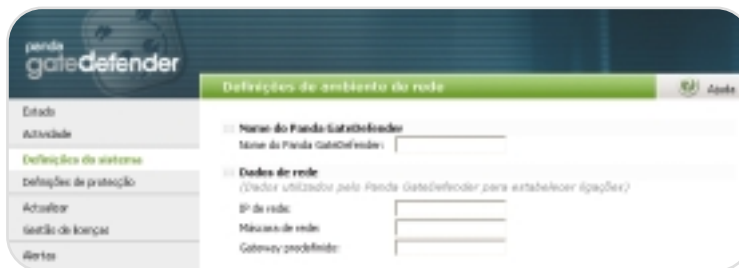 panda
gatedefender
Definições de ambiente de rede
Ajuda
Estado
Actividade
Definições do sistema
Definições de protecção
Actualizar
Gestão de licenças
Alertas
Nome do Panda GateDefender
Nome do Panda GateDefender:
Dados de rede
(Dados utilizados pelo Panda GateDefender para estabelecer ligações)
IP de rede:
Máscara de rede:
Gateway predefinido: